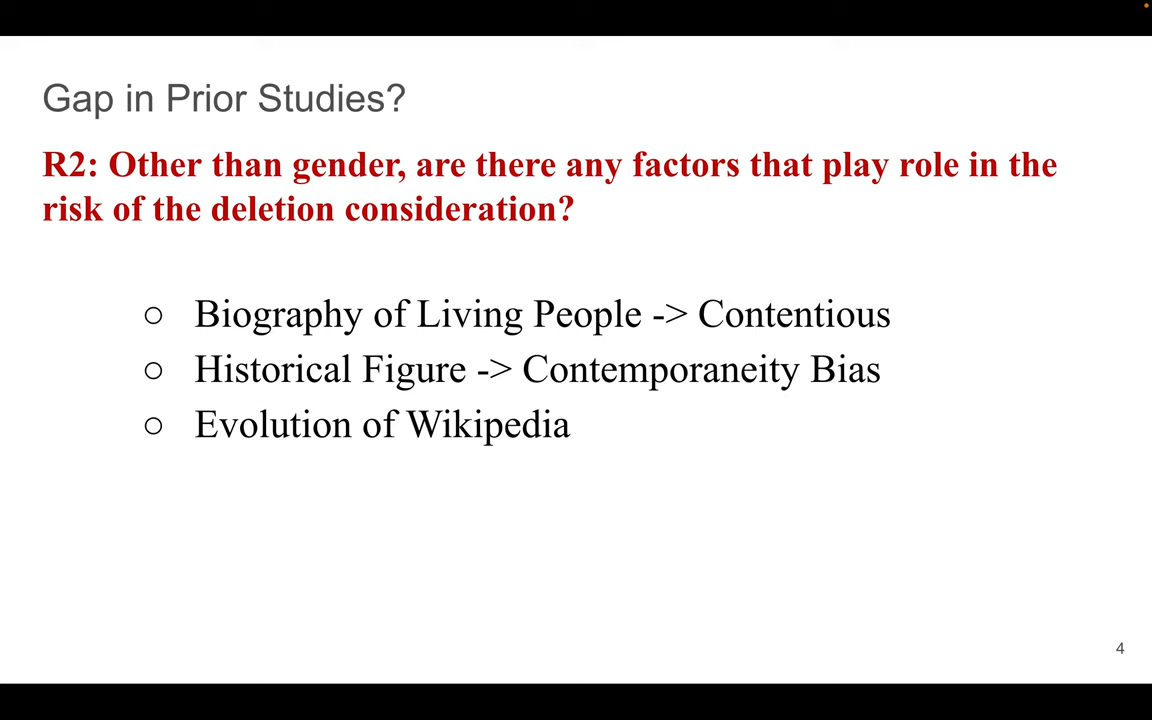 Gap in Prior Studies?
R2: Other than gender, are there any factors that play role in the
risk of the deletion consideration?
○ Biography of Living People -> Contentious
○ Historical Figure -> Contemporaneity Bias
○ Evolution of Wikipedia
4